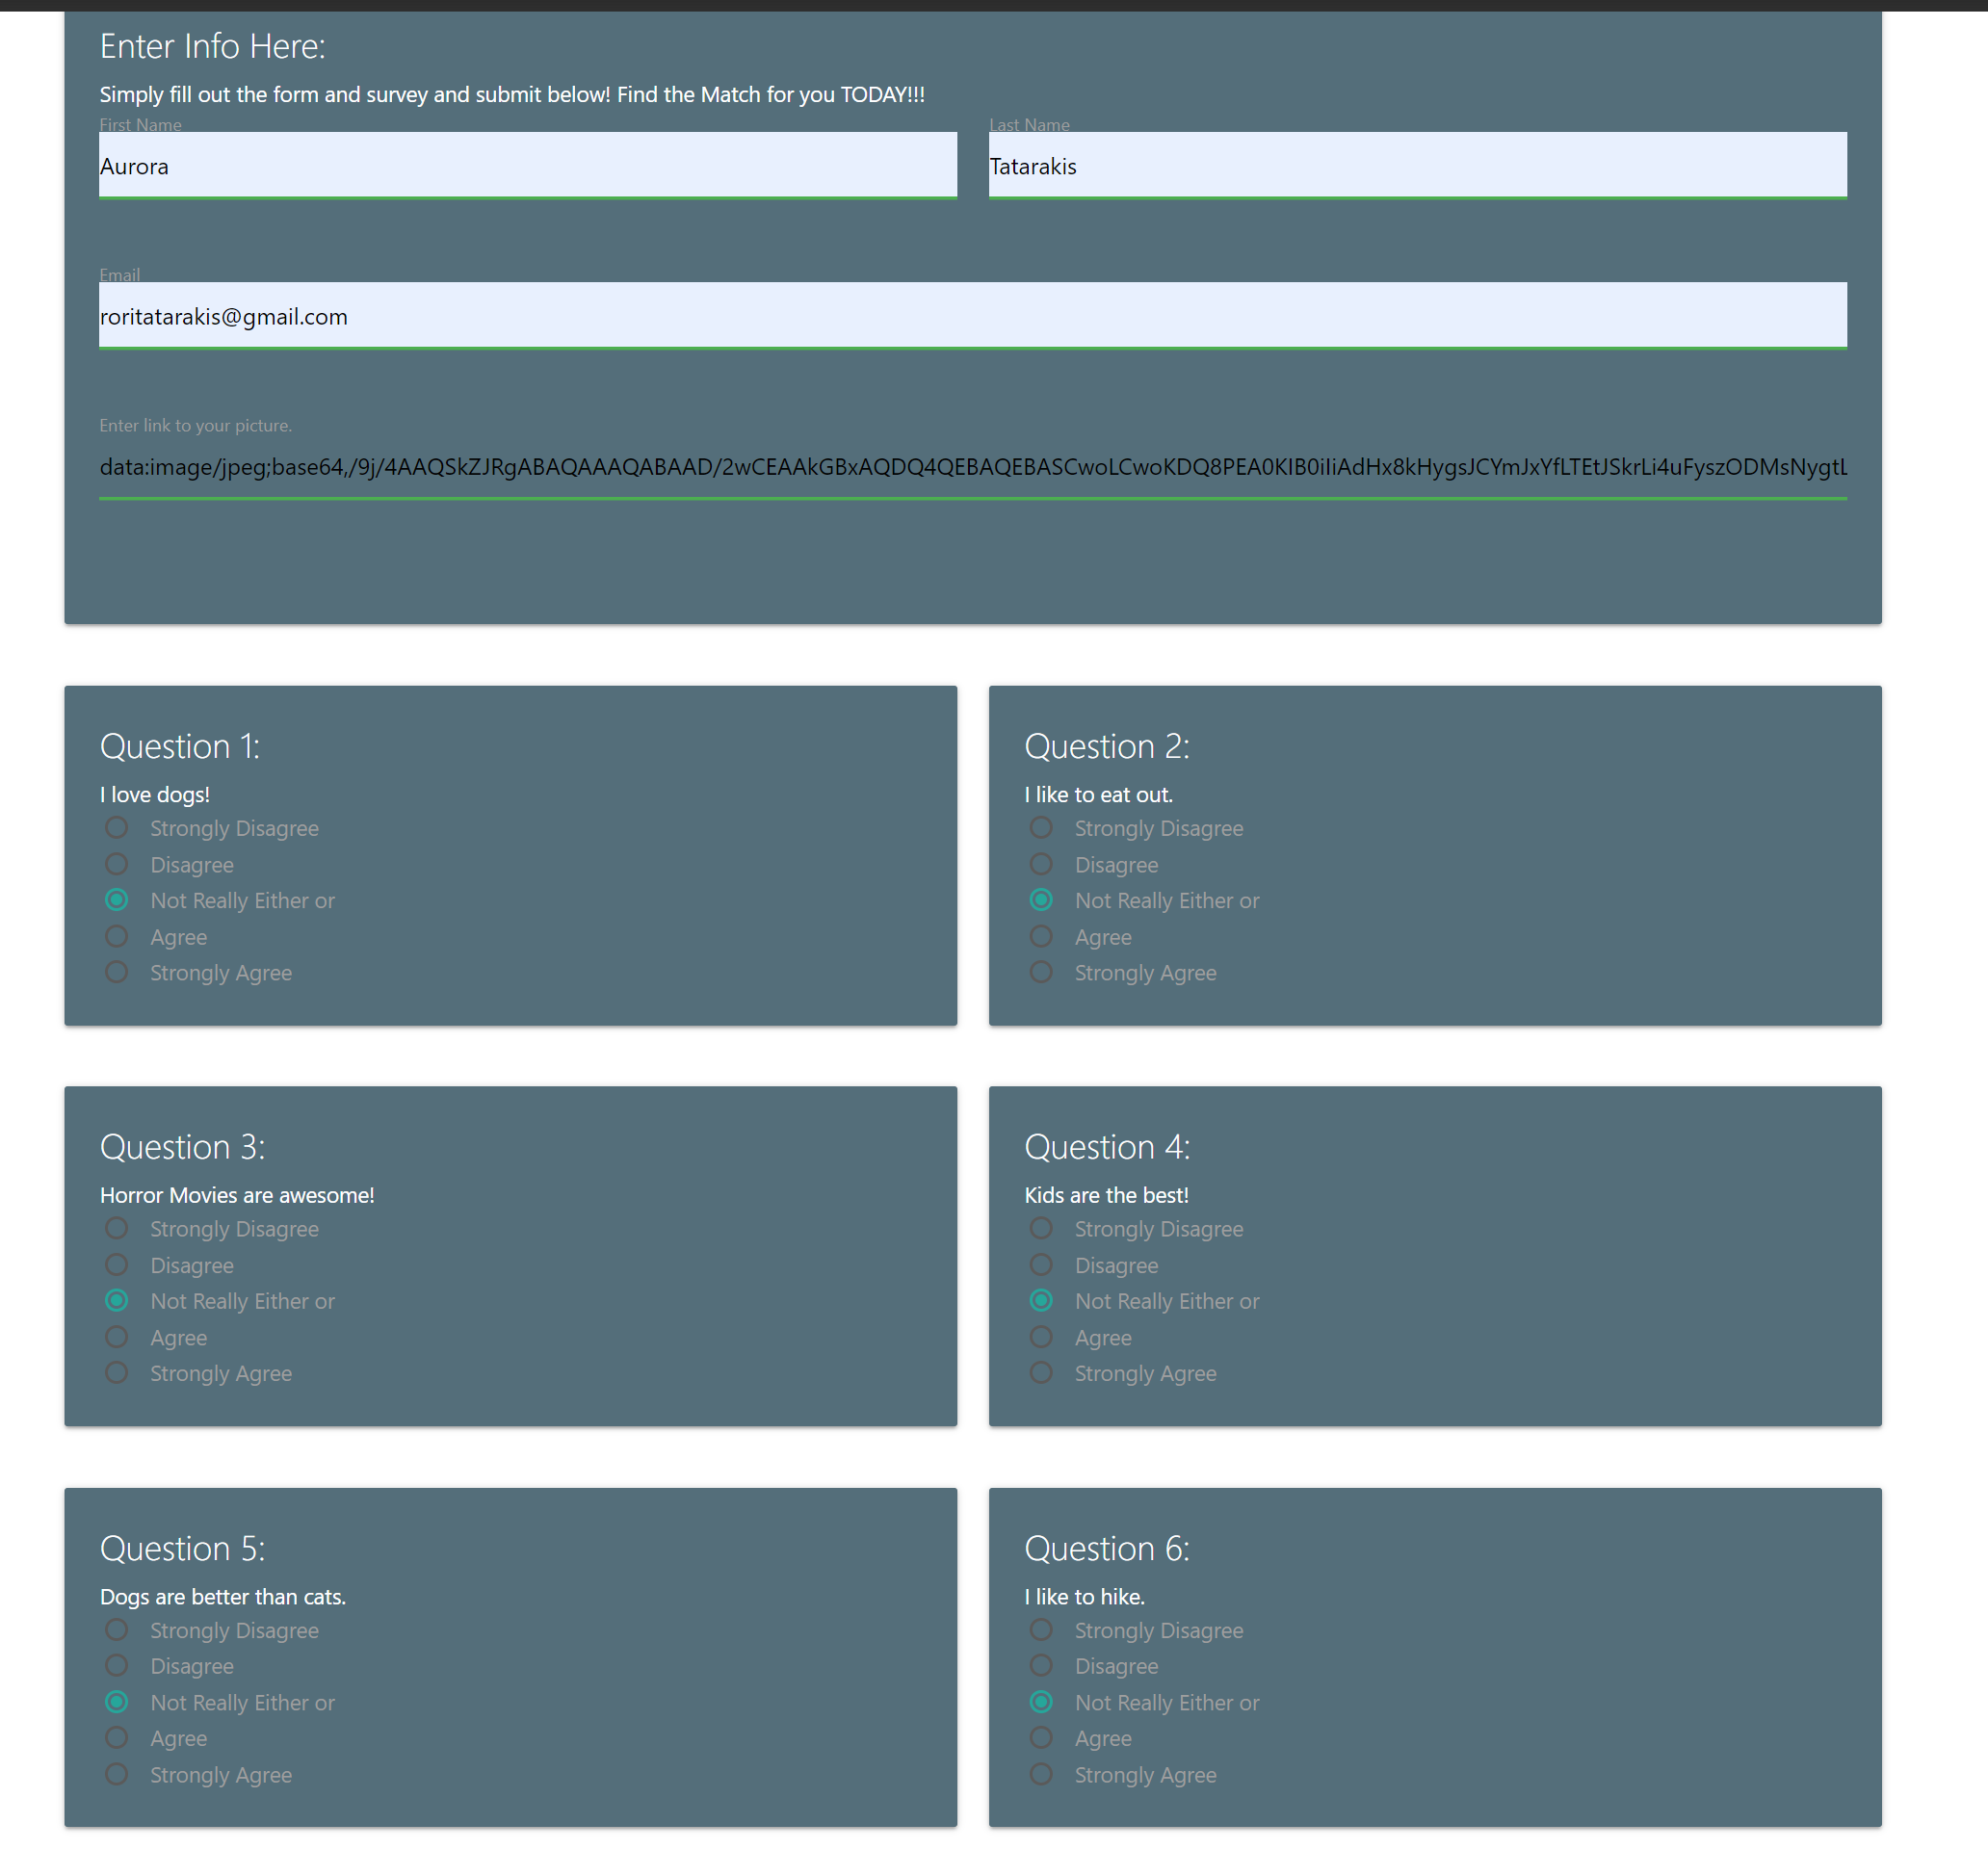 Enter Info Here:
Simply fill out the form and survey and submit below! Find the Match for you TODAY!!!
First Name
Last Name
Aurora
Tatarakis
Email
roritatarakis@gmail.com
Enter link to your picture.
data:image/jpeg;base64,/9j/4AAQSkZJRgABAQAAAQABAAD/2wCEAAkGBxAQDQ4QEBAQEBASCwoLCwoKDQ8PEA0KIB0iIiAdHx8kHygsJCYmJxYfLTEtJSkrLi4uFyszODMsNygtL
Question 1:
I love dogs!
Strongly Disagree
Disagree
Not Really Either or
Agree
Strongly Agree
Question 2:
I like to eat out.
Strongly Disagree
Disagree
Not Really Either or
Agree
Strongly Agree
Question 3:
Horror Movies are awesome!
Strongly Disagree
Disagree
Not Really Either or
Agree
Strongly Agree
Question 4:
Kids are the best!
Strongly Disagree
Disagree
Not Really Either or
Agree
Strongly Agree
Question 5:
Dogs are better than cats.
Strongly Disagree
Disagree
Not Really Either or
Agree
Strongly Agree
Question 6:
I like to hike.
Strongly Disagree
Disagree
Not Really Either or
Agree
Strongly Agree